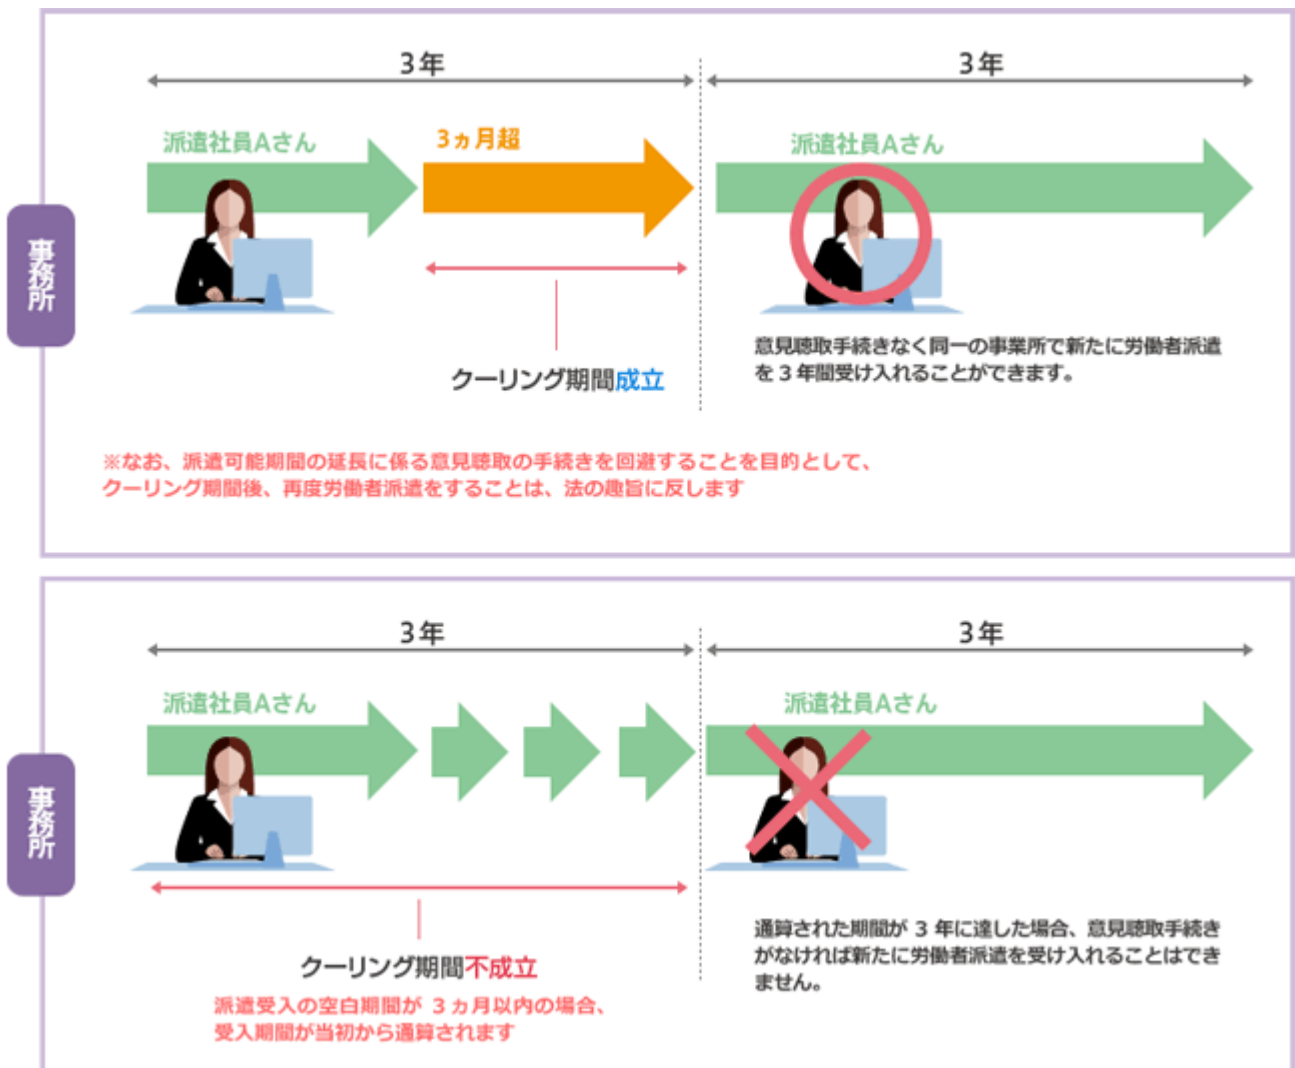 3年
3年
派遣社員Aさん
3ヵ月超
派遣社員Aさん
事務所
意見聴取手続きなく同一の事業所で新たに労働者派遣
を3年間受け入れることができます。
クーリング期間成立
※なお、派遣可能期間の延長に係る意見聴取の手続きを回避することを目的として、
クーリング期間後、再度労働者派遣をすることは、法の趣旨に反します
3年
3年
派遣社員Aさん
派遣社員Aさん
事務所
通算された期間が 3 年に達した場合、意見聴取手続き
がなければ新たに労働者派遣を受け入れることはでき
ません。
クーリング期間不成立
派遣受入の空白期間が 3 ヵ月以内の場合、
受入期間が当初から通算されます